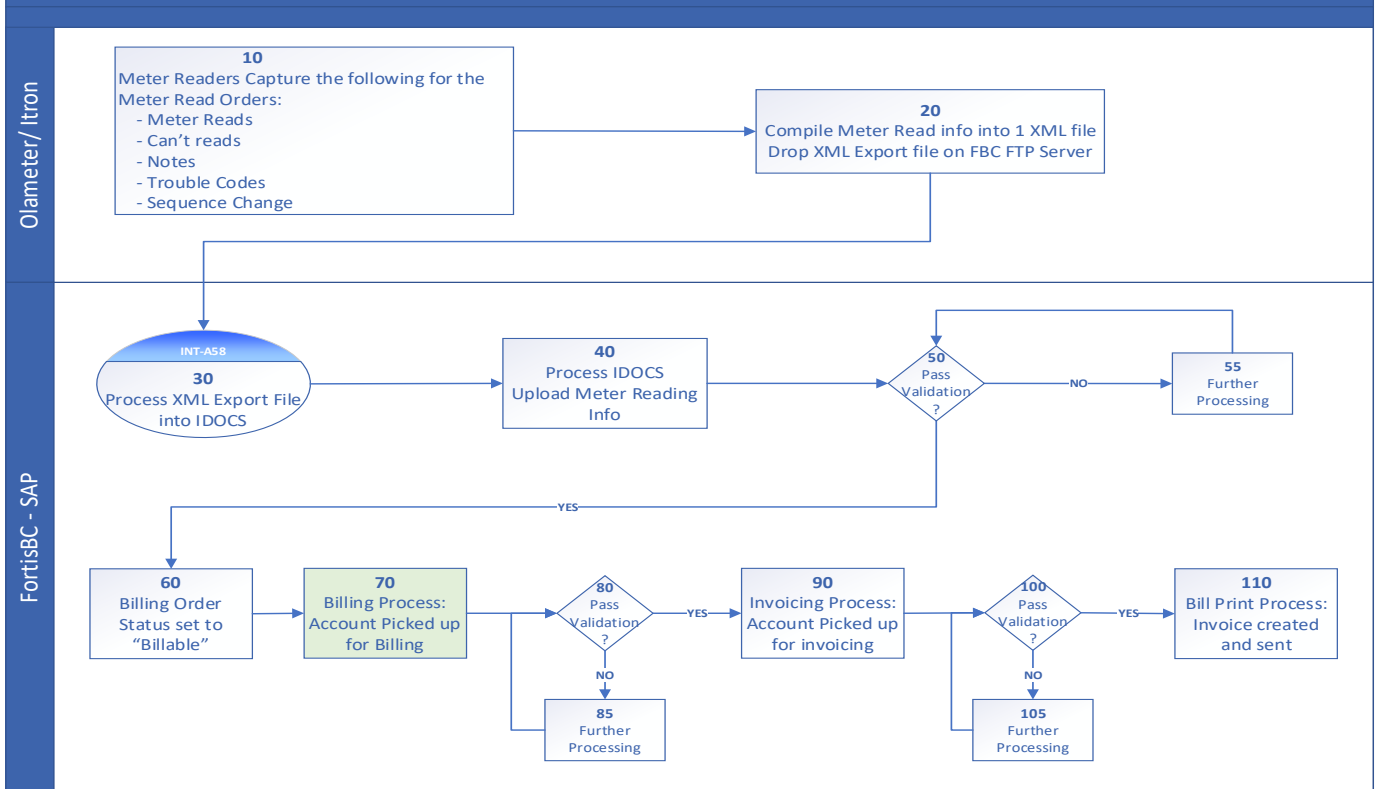 Olameter/ Itron
10
Meter Readers Capture the following for the
Meter Read Orders:
- Meter Reads
- Can’t reads
- Notes
- Trouble Codes
- Sequence Change
20
Compile Meter Read info into 1 XML file
Drop XML Export file on FBC FTP Server
FortisBC - SAP
INT-A58
30
Process XML Export File
into IDOCS
40
Process IDOCS
Upload Meter Reading
Info
50
Pass
Validation
?
NO
55
Further
Processing
YES
60
Billing Order
Status set to
“Billable”
70
Billing Process:
Account Picked up
for Billing
80
Pass
Validation
?
YES
NO
85
Further
Processing
90
Invoicing Process:
Account Picked up
for invoicing
100
Pass
Validation
?
YES
NO
105
Further
Processing
110
Bill Print Process:
Invoice created
and sent